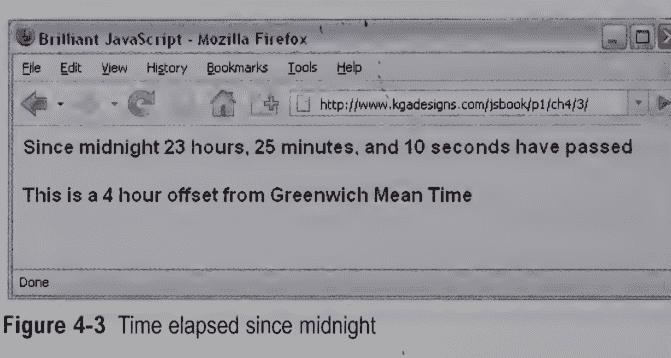 Brilliant JavaScript - Mozilla Firefox
File Edit View History Bookmarks Tools Help
http://www.kgadesigns.com/jsbook/p1/ch4/3/
Since midnight 23 hours, 25 minutes, and 10 seconds have passed
This is a 4 hour offset from Greenwich Mean Time
Done
Figure 4-3 Time elapsed since midnight